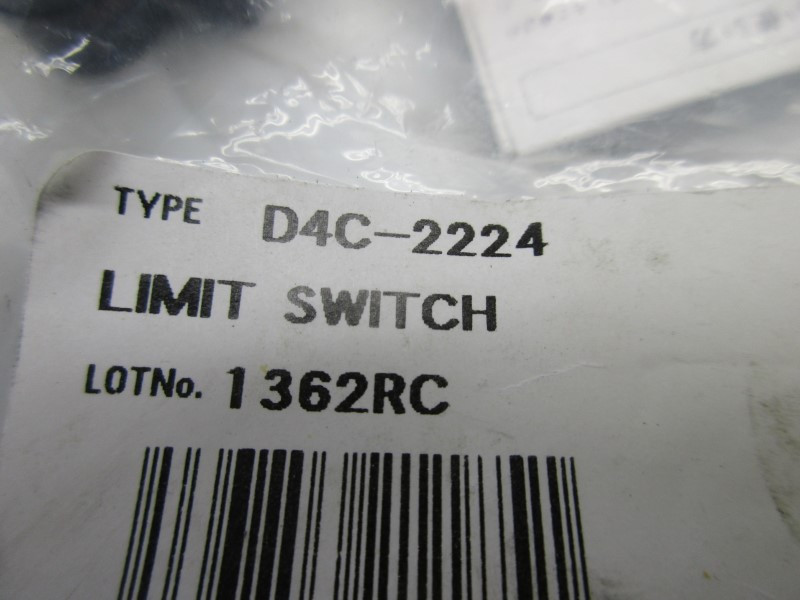 TYPE D4C-2224
LIMIT SWITCH
LOTNo. 1362RC